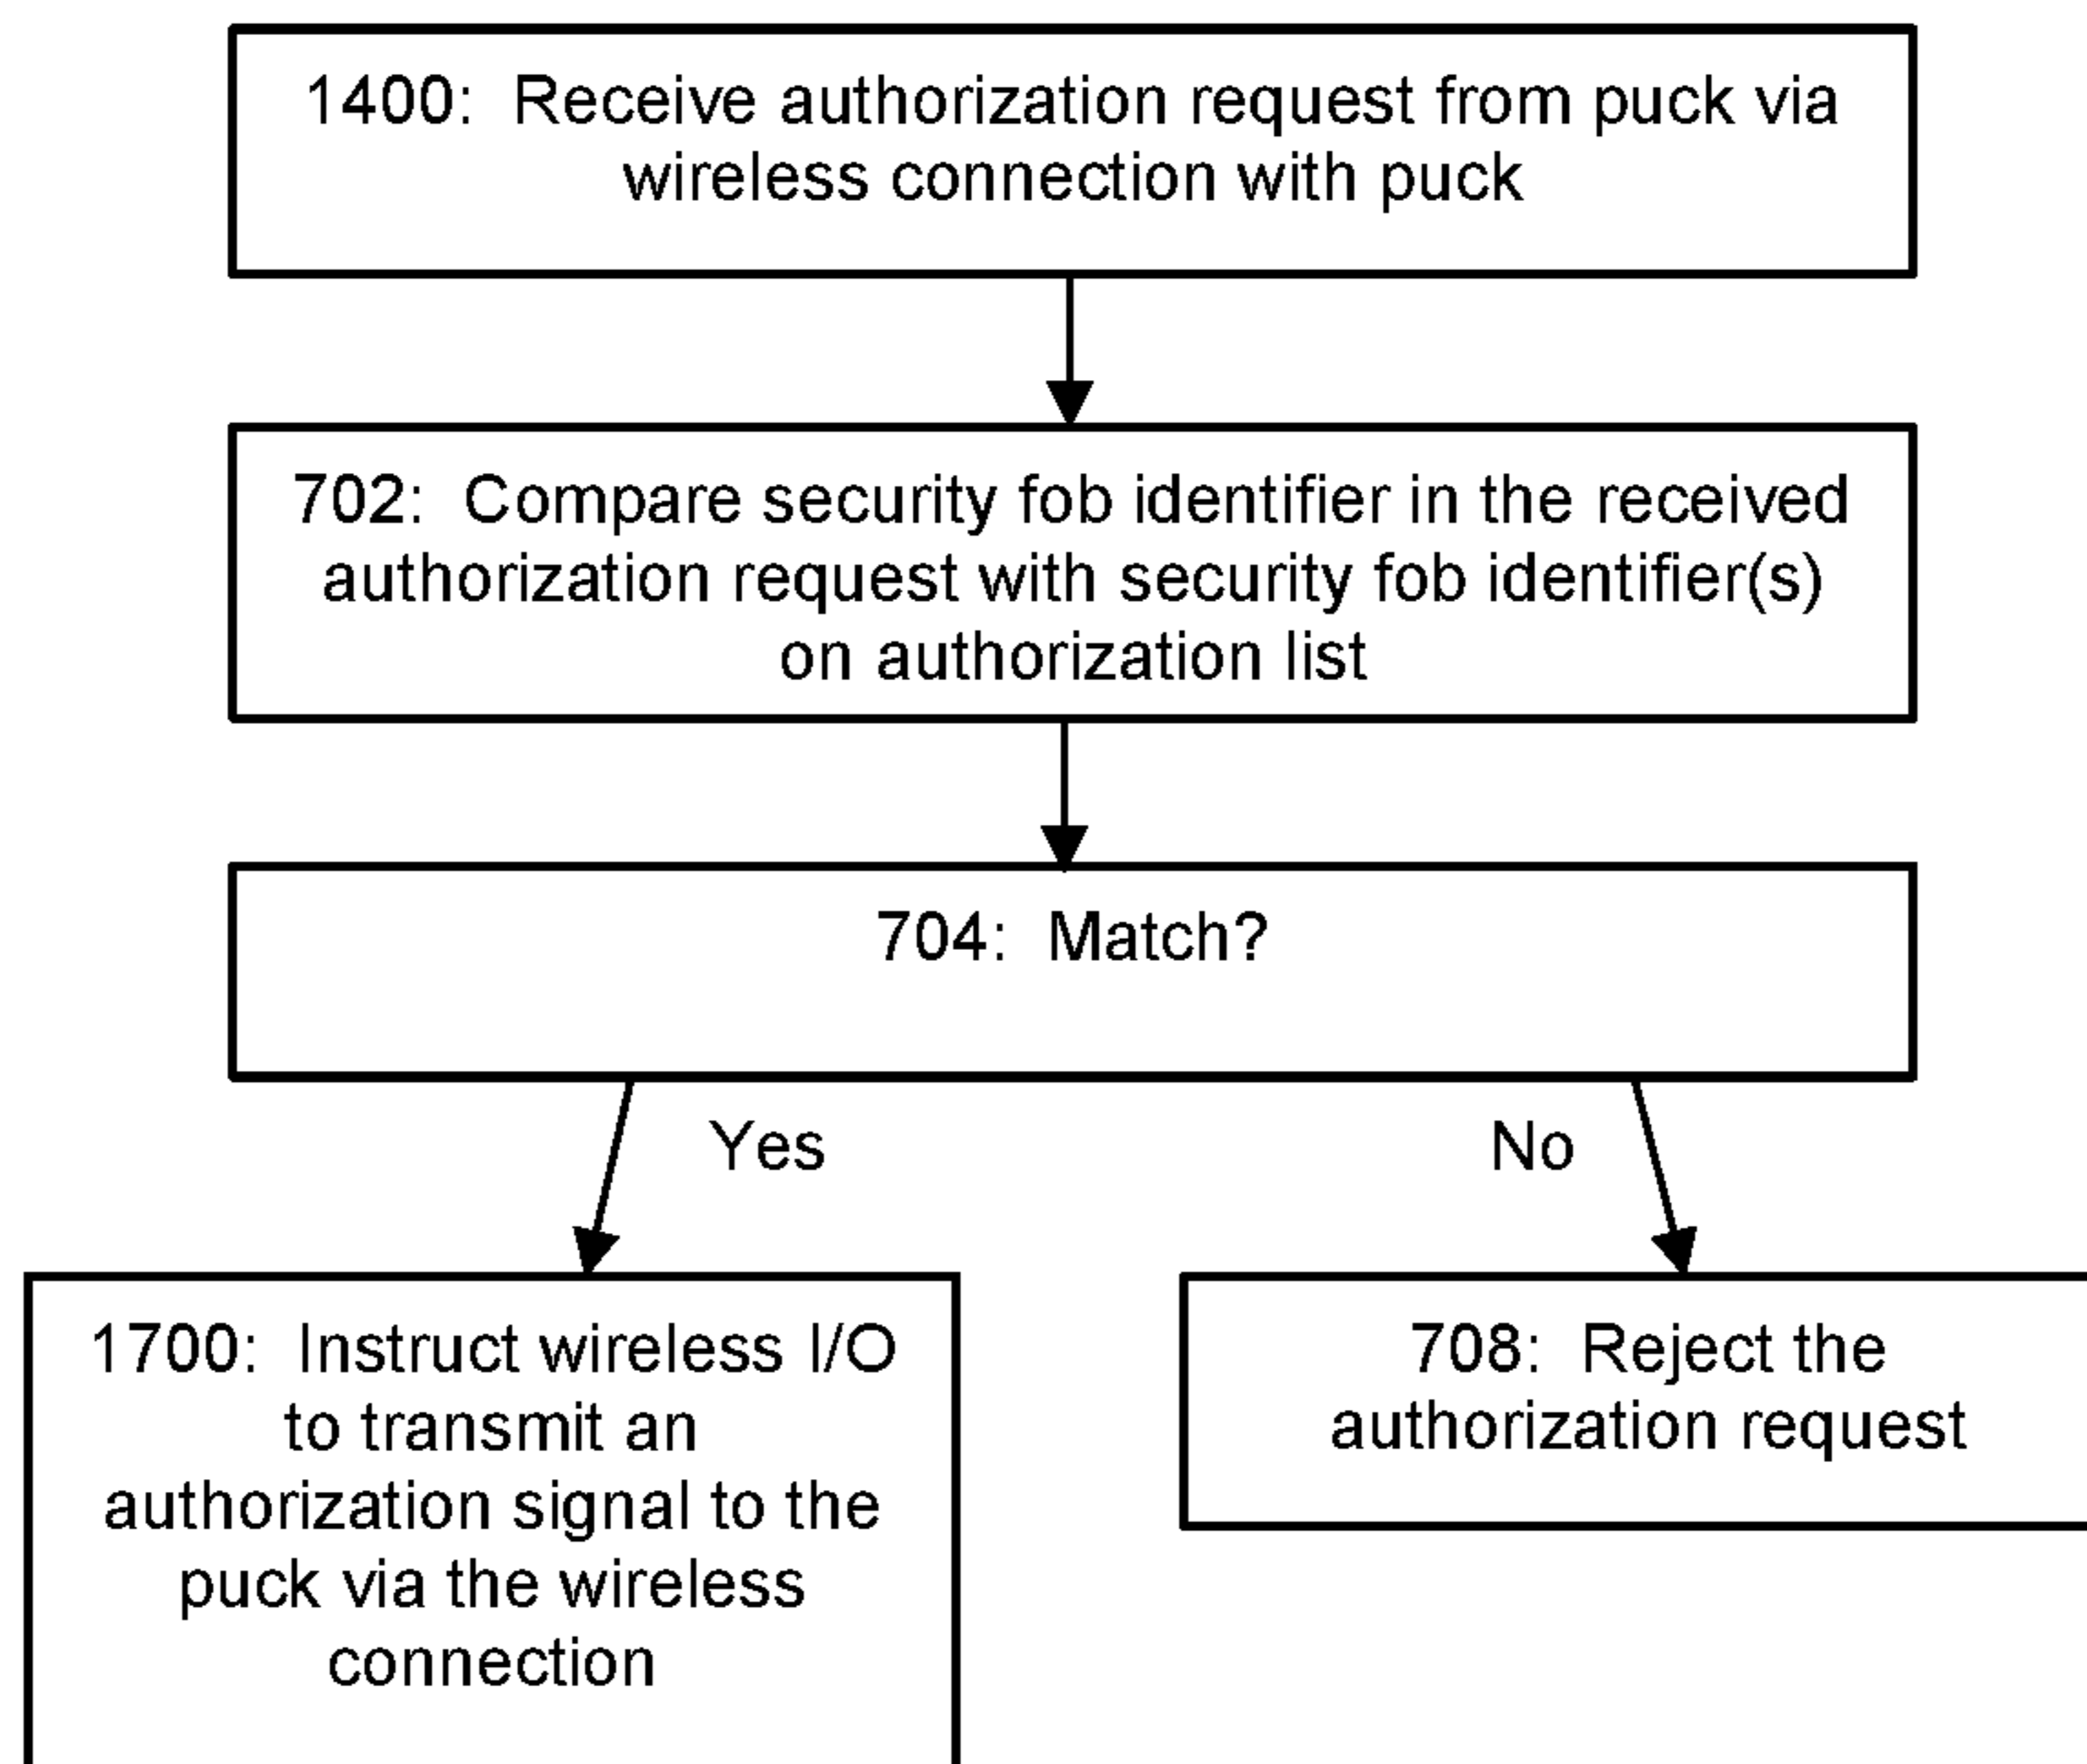 1400: Receive authorization request from puck via
wireless connection with puck
702: Compare security fob identifier in the received
authorization request with security fob identifier(s)
on authorization list
704: Match?
Yes
No
1700: Instruct wireless I/O
to transmit an
authorization signal to the
puck via the wireless
connection
708: Reject the
authorization request